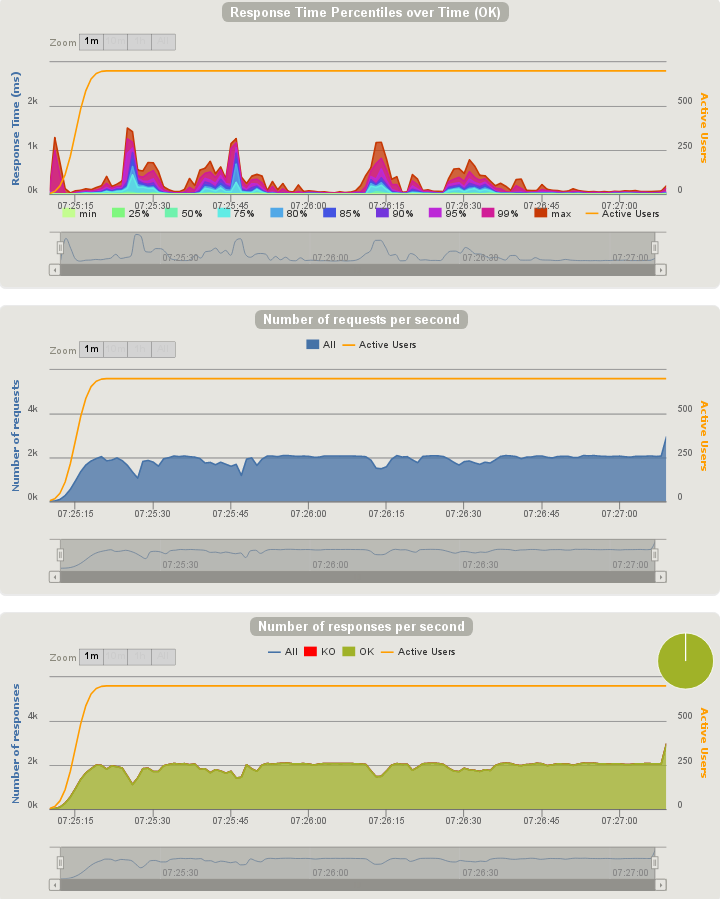 Response Time Percentiles over Time (OK)
Zoom 1m
Response Time (ms)
2k
1k
0k
500
250
0
Active Users
07:25:15 07:25:30 07:25:45 07:26:00 07:26:15 07:26:30 07:26:45 07:27:00
min 25% 50% 75% 80% 85% 90% 95% 99% max Active Users
07:25:30 07:26:00 07:26:30 07:27:00
Number of requests per second
Zoom 1m
All Active Users
Number of requests
4k
2k
0k
500
250
0
Active Users
07:25:15 07:25:30 07:25:45 07:26:00 07:26:15 07:26:30 07:26:45 07:27:00
07:25:30 07:26:00 07:26:30 07:27:00
Number of responses per second
Zoom 1m
All KO OK Active Users
Number of responses
4k
2k
0k
500
250
0
Active Users
07:25:15 07:25:30 07:25:45 07:26:00 07:26:15 07:26:30 07:26:45 07:27:00
07:25:30 07:26:00 07:26:30 07:27:00